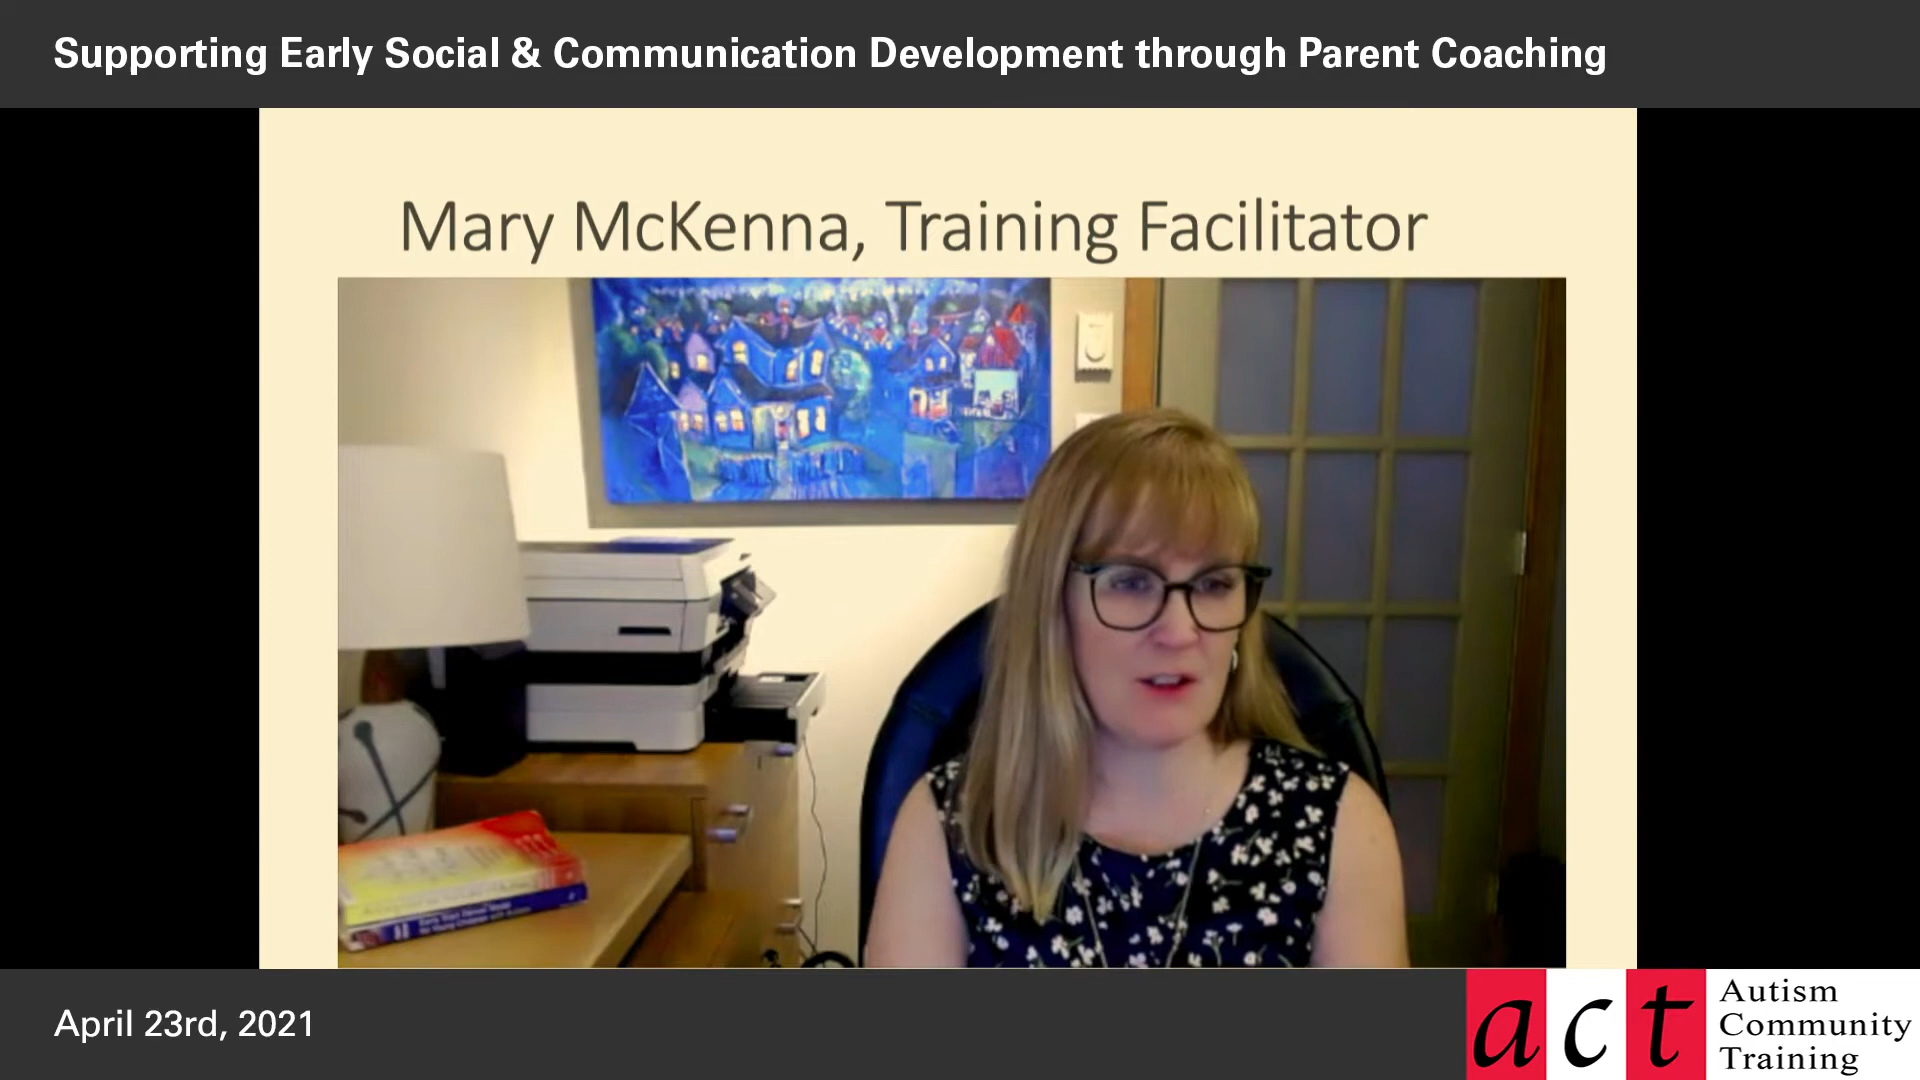 Supporting Early Social & Communication Development through Parent Coaching
Mary McKenna, Training Facilitator
April 23rd, 2021
act
Autism
Community
Training